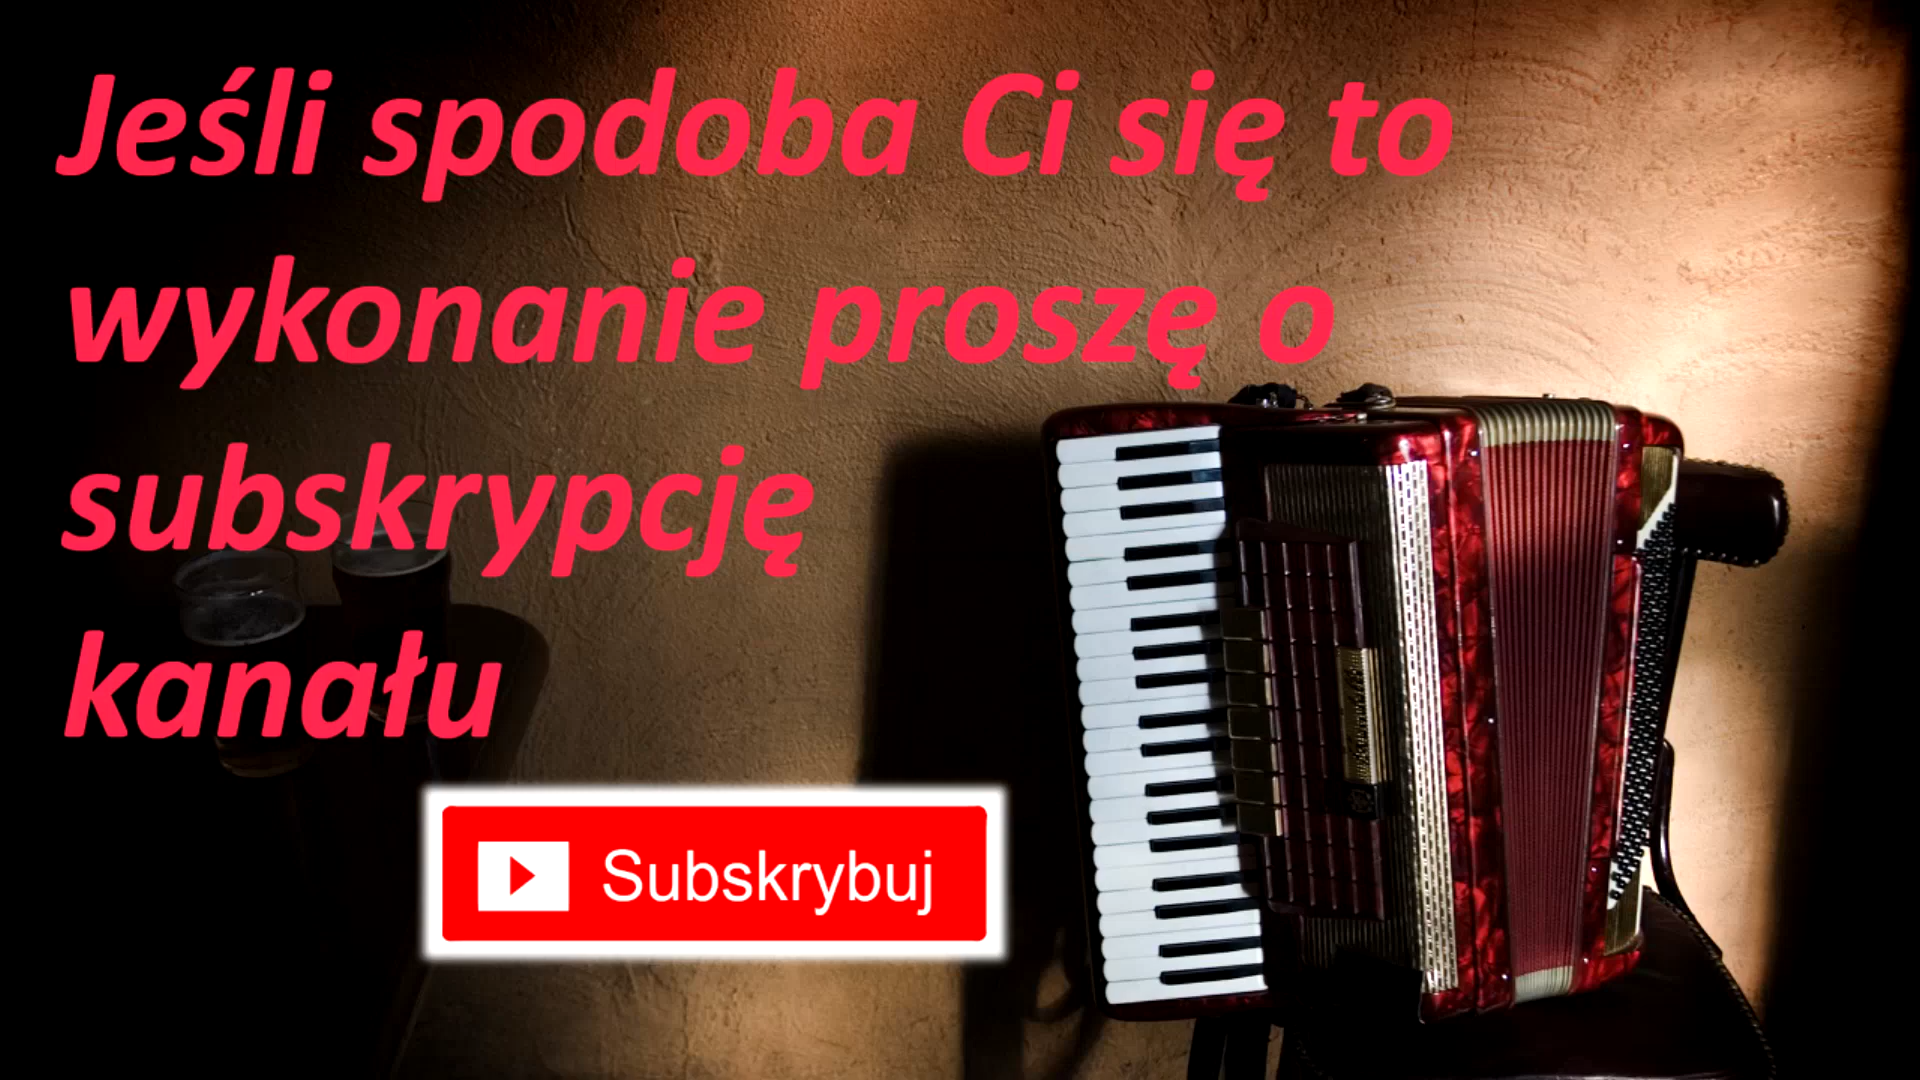 Jeśli spodoba Ci się to
wykonanie proszę o
subskrypcję
kanału
Subskrybuj